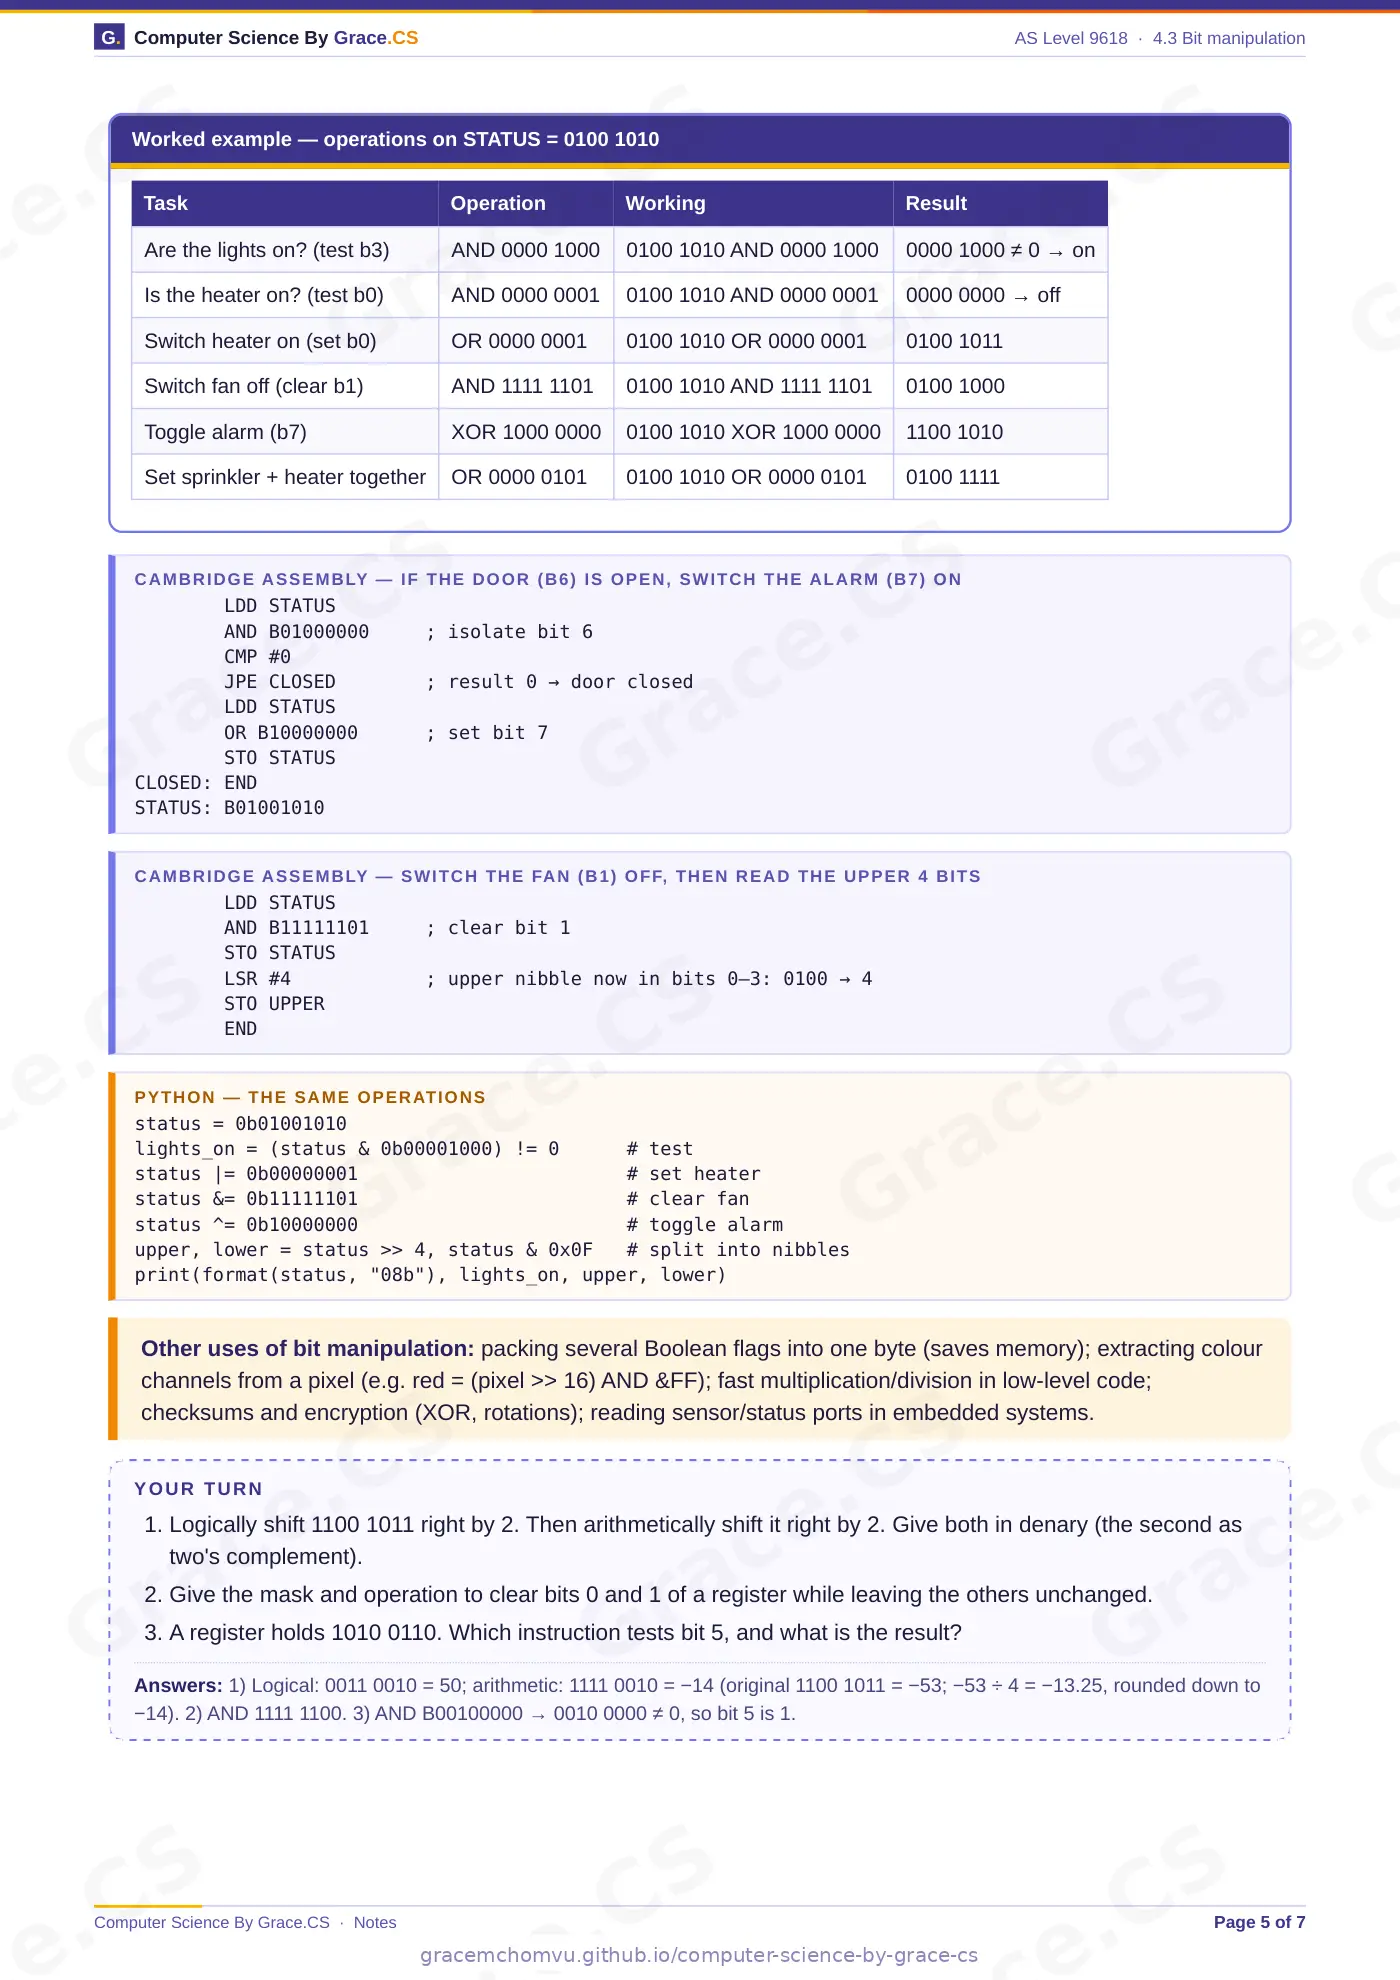 G. Computer Science By Grace.CS
AS Level 9618 · 4.3 Bit manipulation
Worked example — operations on STATUS = 0100 1010
Task Operation Working Result
Are the lights on? (test b3) AND 0000 1000 0100 1010 AND 0000 1000 0000 1000 ≠ 0 → on
Is the heater on? (test b0) AND 0000 0001 0100 1010 AND 0000 0001 0000 0000 → off
Switch heater on (set b0) OR 0000 0001 0100 1010 OR 0000 0001 0100 1011
Switch fan off (clear b1) AND 1111 1101 0100 1010 AND 1111 1101 0100 1000
Toggle alarm (b7) XOR 1000 0000 0100 1010 XOR 1000 0000 1100 1010
Set sprinkler + heater together OR 0000 0101 0100 1010 OR 0000 0101 0100 1111
CAMBRIDGE ASSEMBLY — IF THE DOOR (B6) IS OPEN, SWITCH THE ALARM (B7) ON
LDD STATUS
AND B01000000 ; isolate bit 6
CMP #0
JPE CLOSED ; result 0 → door closed
LDD STATUS
OR B10000000 ; set bit 7
STO STATUS
CLOSED: END
STATUS: B01001010
CAMBRIDGE ASSEMBLY — SWITCH THE FAN (B1) OFF, THEN READ THE UPPER 4 BITS
LDD STATUS
AND B11111101 ; clear bit 1
STO STATUS
LSR #4 ; upper nibble now in bits 0–3: 0100 → 4
STO UPPER
END
PYTHON — THE SAME OPERATIONS
status = 0b01001010
lights_on = (status & 0b00001000) != 0 # test
status |= 0b00000001 # set heater
status &= 0b11111101 # clear fan
status ^= 0b10000000 # toggle alarm
upper, lower = status >> 4, status & 0x0F # split into nibbles
print(format(status, "08b"), lights_on, upper, lower)
Other uses of bit manipulation: packing several Boolean flags into one byte (saves memory); extracting colour
channels from a pixel (e.g. red = (pixel >> 16) AND &FF); fast multiplication/division in low-level code;
checksums and encryption (XOR, rotations); reading sensor/status ports in embedded systems.
YOUR TURN
1. Logically shift 1100 1011 right by 2. Then arithmetically shift it right by 2. Give both in denary (the second as
two's complement).
2. Give the mask and operation to clear bits 0 and 1 of a register while leaving the others unchanged.
3. A register holds 1010 0110. Which instruction tests bit 5, and what is the result?
Answers: 1) Logical: 0011 0010 = 50; arithmetic: 1111 0010 = −14 (original 1100 1011 = −53; −53 ÷ 4 = −13.25, rounded down to
−14). 2) AND 1111 1100. 3) AND B00100000 → 0010 0000 ≠ 0, so bit 5 is 1.
Computer Science By Grace.CS · Notes
Page 5 of 7
gracemchomvu.github.io/computer-science-by-grace-cs